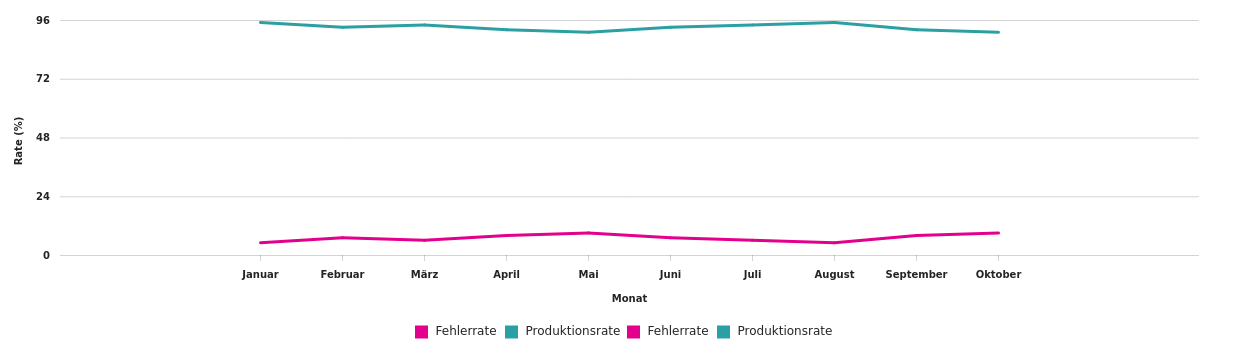 96
72
48
24
0
Rate (%)
Januar Februar März April Mai Juni Juli August September Oktober
Monat
Fehlerrate Produktionsrate Fehlerrate Produktionsrate